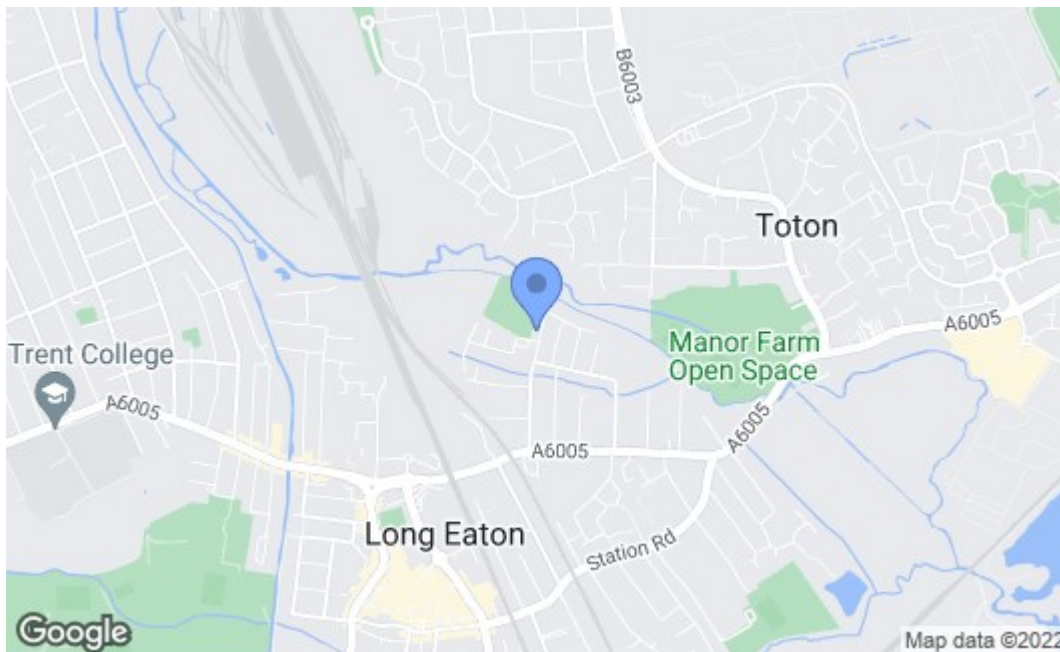 B6003
Toton
A6005
Manor Farm
Open Space
Trent College
A6005
A6005
A6005
Long Eaton
Station Rd
Google
Map data ©2022